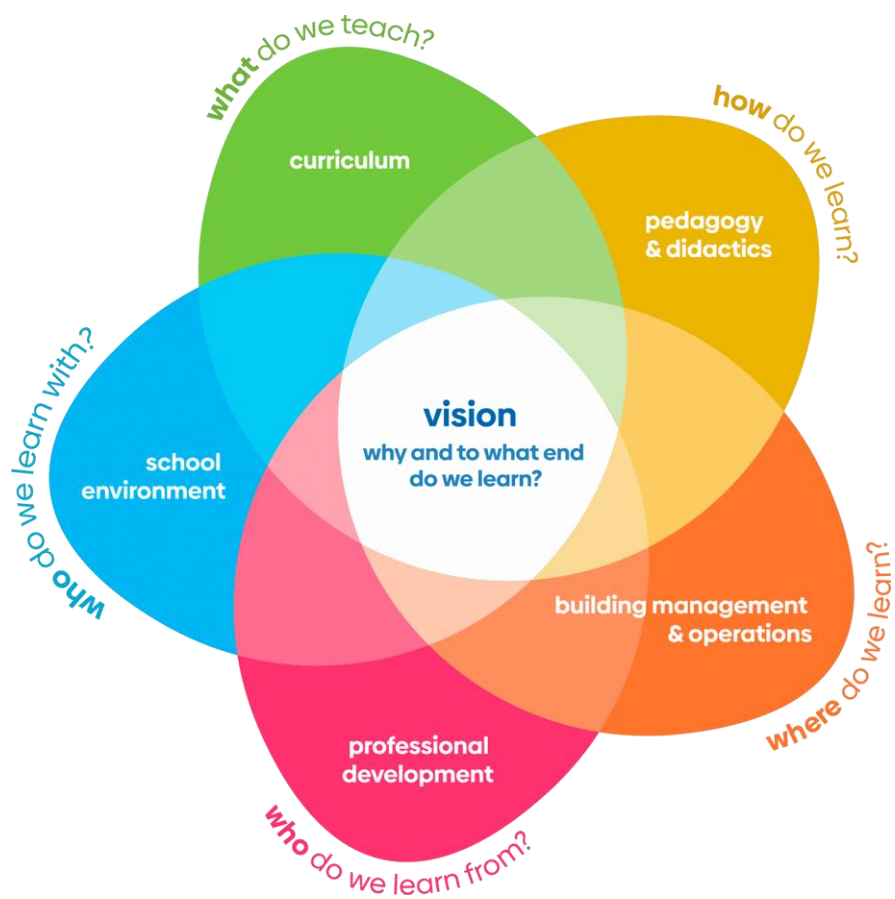 what do we teach?
curriculum
how do we learn?
pedagogy
& didactics
who do we learn with?
school
environment
vision
why and to what end
do we learn?
building management
& operations
where do we learn?
professional
development
who do we learn from?